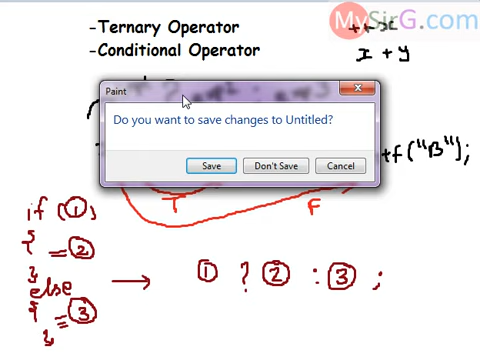 MySirG.com
-Ternary Operator
++x
-Conditional Operator
x + y
Paint
Do you want to save changes to Untitled?
tf("B");
Save Don't Save Cancel
T F
if (1)
{
= 2
}
else
{
= 3
}
1 ? 2 : 3 ;